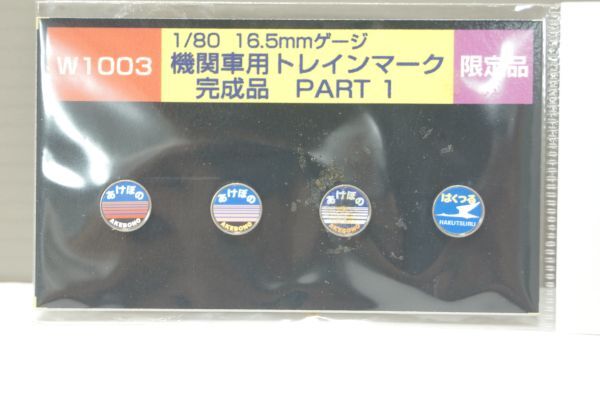 W1003
1/80 16.5mmゲージ
機関車用トレインマーク
完成品 PART 1
限定品
あけぼの
AKEBONO
あけぼの
AKEBONO
あけぼの
AKEBONO
はくつる
HAKUTSURU